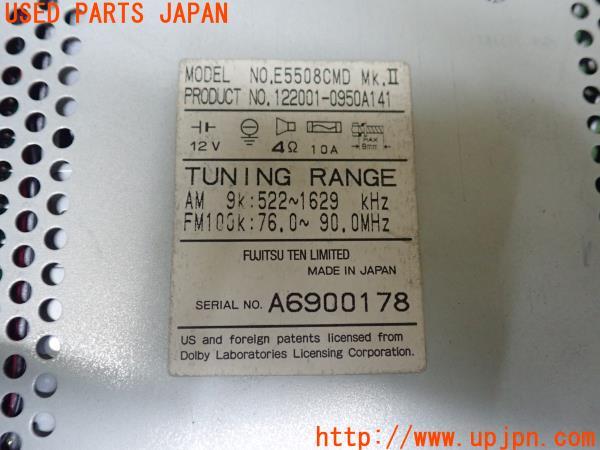 USED PARTS JAPAN
MODEL NO.E5508CMD Mk.II
PRODUCT NO.122001-0950A141
MAX
12V 4Ω 10A 9mm
TUNING RANGE
AM 9k:522~1629 kHz
FM100k:76.0~ 90.0MHz
FUJITSU TEN LIMITED
MADE IN JAPAN
SERIAL NO. A6900178
US and foreign patents licensed from
Dolby Laboratories Licensing Corporation.
http://www.upjpn.com/